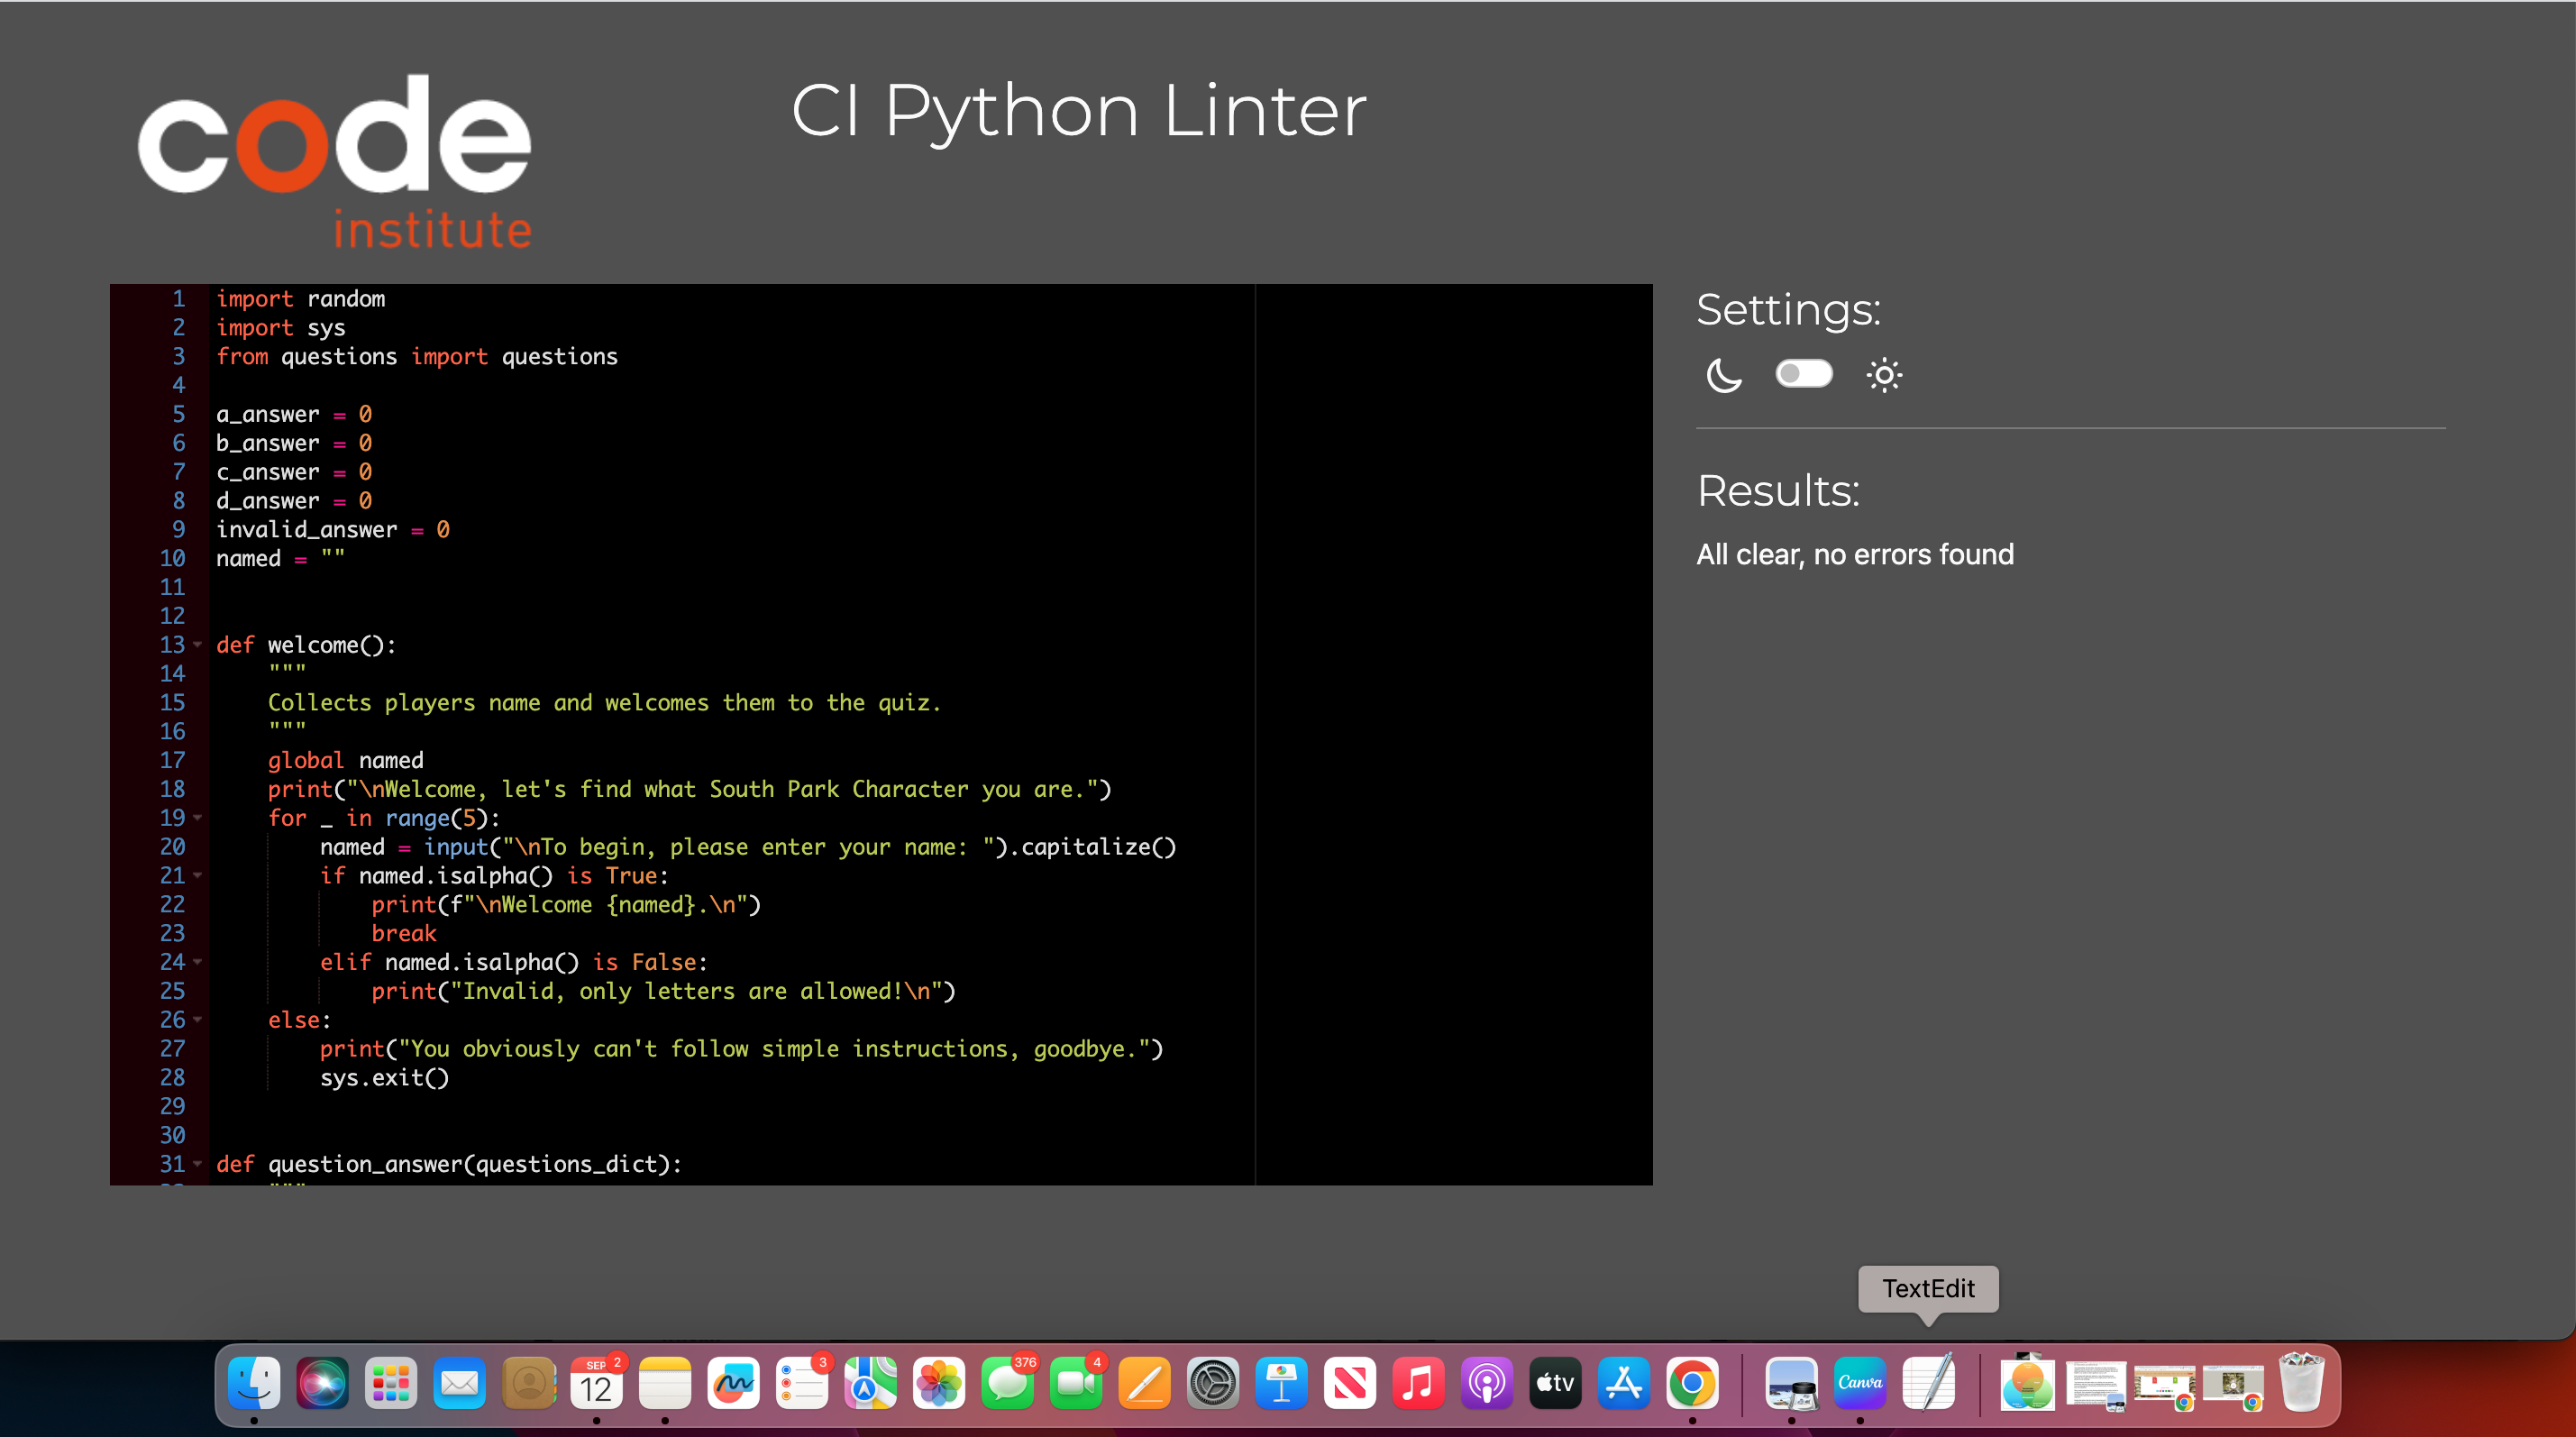 code
institute
CI Python Linter
1 import random
2 import sys
3 from questions import questions
4
5 a_answer = 0
6 b_answer = 0
7 c_answer = 0
8 d_answer = 0
9 invalid_answer = 0
10 named = ""
11
12
13 def welcome():
14     """
15     Collects players name and welcomes them to the quiz.
16     """
17     global named
18     print("\nWelcome, let's find what South Park Character you are.")
19     for _ in range(5):
20         named = input("\nTo begin, please enter your name: ").capitalize()
21         if named.isalpha() is True:
22             print(f"\nWelcome {named}.\n")
23             break
24         elif named.isalpha() is False:
25             print("Invalid, only letters are allowed!\n")
26     else:
27         print("You obviously can't follow simple instructions, goodbye.")
28         sys.exit()
29
30
31 def question_answer(questions_dict):
Settings:
Results:
All clear, no errors found
TextEdit
SEP 2
12
3
376
4
tv
Canva